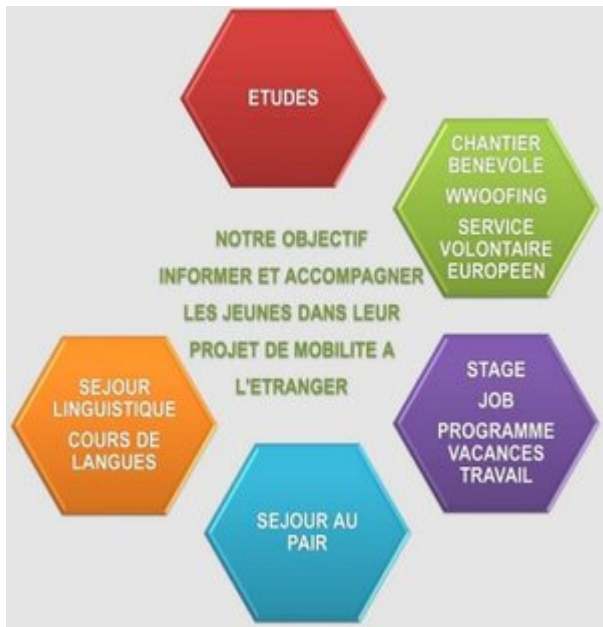 ETUDES
CHANTIER
BENEVOLE
WWOOFING
SERVICE
VOLONTAIRE
EUROPEEN
NOTRE OBJECTIF
INFORMER ET ACCOMPAGNER
LES JEUNES DANS LEUR
PROJET DE MOBILITE A
L'ETRANGER
STAGE
JOB
PROGRAMME
VACANCES
TRAVAIL
SEJOUR
LINGUISTIQUE
COURS DE
LANGUES
SEJOUR AU
PAIR